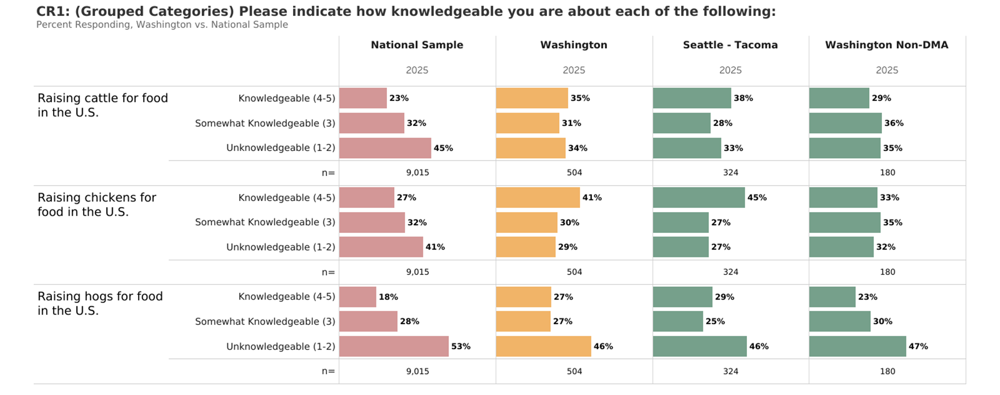 CR1: (Grouped Categories) Please indicate how knowledgeable you are about each of the following:
Percent Responding, Washington vs. National Sample
National Sample Washington Seattle - Tacoma Washington Non-DMA
2025 2025 2025 2025
Raising cattle for food
in the U.S.
Knowledgeable (4-5) 23% 35% 38% 29%
Somewhat Knowledgeable (3) 32% 31% 28% 36%
Unknowledgeable (1-2) 45% 34% 33% 35%
n= 9,015 504 324 180
Raising chickens for
food in the U.S.
Knowledgeable (4-5) 27% 41% 45% 33%
Somewhat Knowledgeable (3) 32% 30% 27% 35%
Unknowledgeable (1-2) 41% 29% 27% 32%
n= 9,015 504 324 180
Raising hogs for food
in the U.S.
Knowledgeable (4-5) 18% 27% 29% 23%
Somewhat Knowledgeable (3) 28% 27% 25% 30%
Unknowledgeable (1-2) 53% 46% 46% 47%
n= 9,015 504 324 180